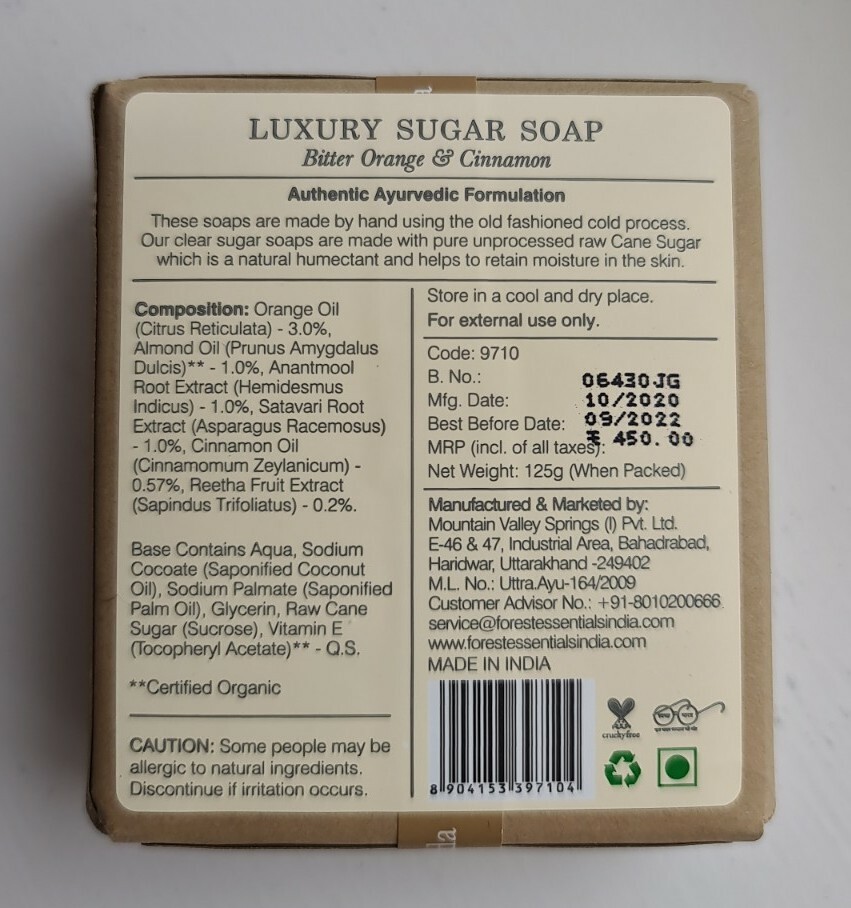 LUXURY SUGAR SOAP
Bitter Orange & Cinnamon
Authentic Ayurvedic Formulation
These soaps are made by hand using the old fashioned cold process.
Our clear sugar soaps are made with pure unprocessed raw Cane Sugar
which is a natural humectant and helps to retain moisture in the skin.
Composition: Orange Oil
(Citrus Reticulata) - 3.0%,
Almond Oil (Prunus Amygdalus
Dulcis)** - 1.0%, Anantmool
Root Extract (Hemidesmus
Indicus) - 1.0%, Satavari Root
Extract (Asparagus Racemosus)
- 1.0%, Cinnamon Oil
(Cinnamomum Zeylanicum) -
0.57%, Reetha Fruit Extract
(Sapindus Trifoliatus) - 0.2%.
Base Contains Aqua, Sodium
Cocoate (Saponified Coconut
Oil), Sodium Palmate (Saponified
Palm Oil), Glycerin, Raw Cane
Sugar (Sucrose), Vitamin E
(Tocopheryl Acetate)** - Q.S.
**Certified Organic
CAUTION: Some people may be
allergic to natural ingredients.
Discontinue if irritation occurs.
Store in a cool and dry place.
For external use only.
Code: 9710
B. No.: 06430JG
Mfg. Date: 10/2020
Best Before Date: 09/2022
MRP (incl. of all taxes): ₹ 450.00
Net Weight: 125g (When Packed)
Manufactured & Marketed by:
Mountain Valley Springs (I) Pvt. Ltd.
E-46 & 47, Industrial Area, Bahadrabad,
Haridwar, Uttarakhand -249402
M.L. No.: Uttra.Ayu-164/2009
Customer Advisor No.: +91-8010200666
service@forestessentialsindia.com
www.forestessentialsindia.com
MADE IN INDIA
cruelty free
8 904153 397104